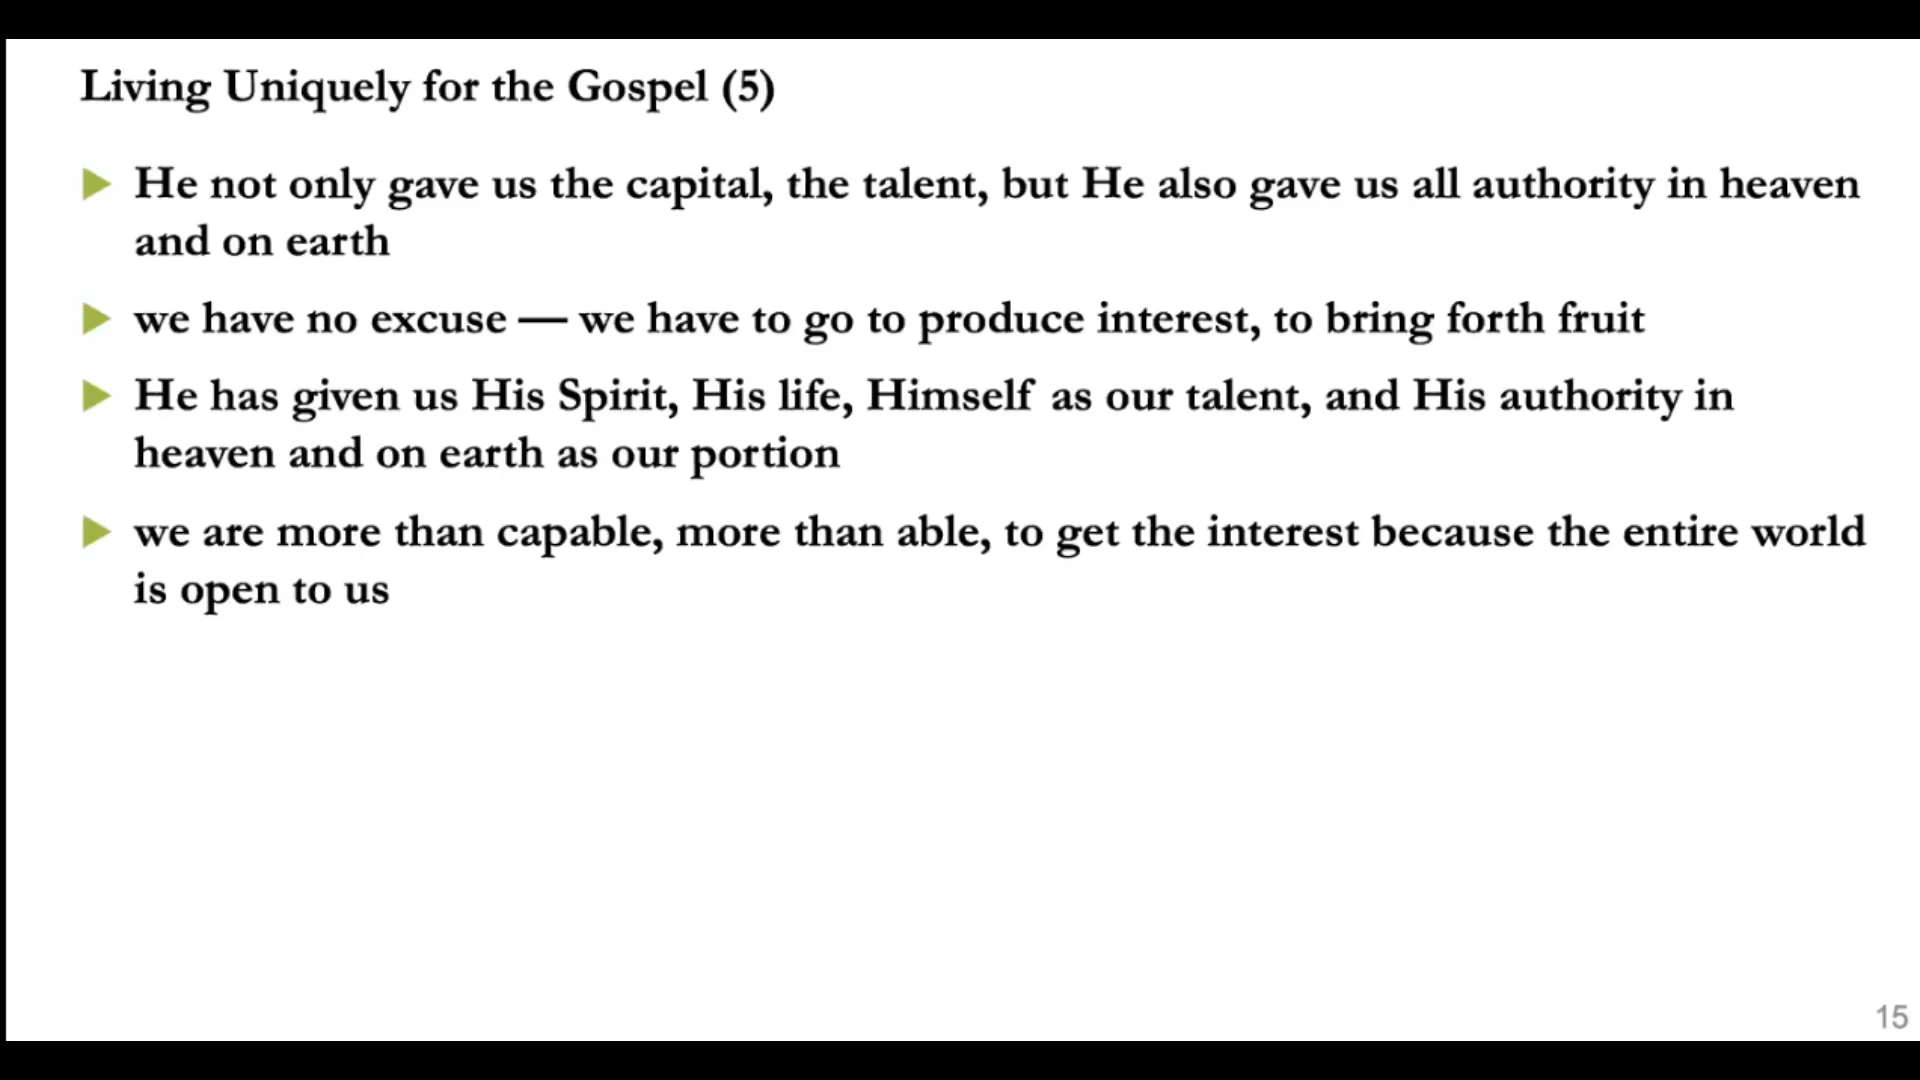 Living Uniquely for the Gospel (5)
He not only gave us the capital, the talent, but He also gave us all authority in heaven
and on earth
we have no excuse — we have to go to produce interest, to bring forth fruit
He has given us His Spirit, His life, Himself as our talent, and His authority in
heaven and on earth as our portion
we are more than capable, more than able, to get the interest because the entire world
is open to us
15